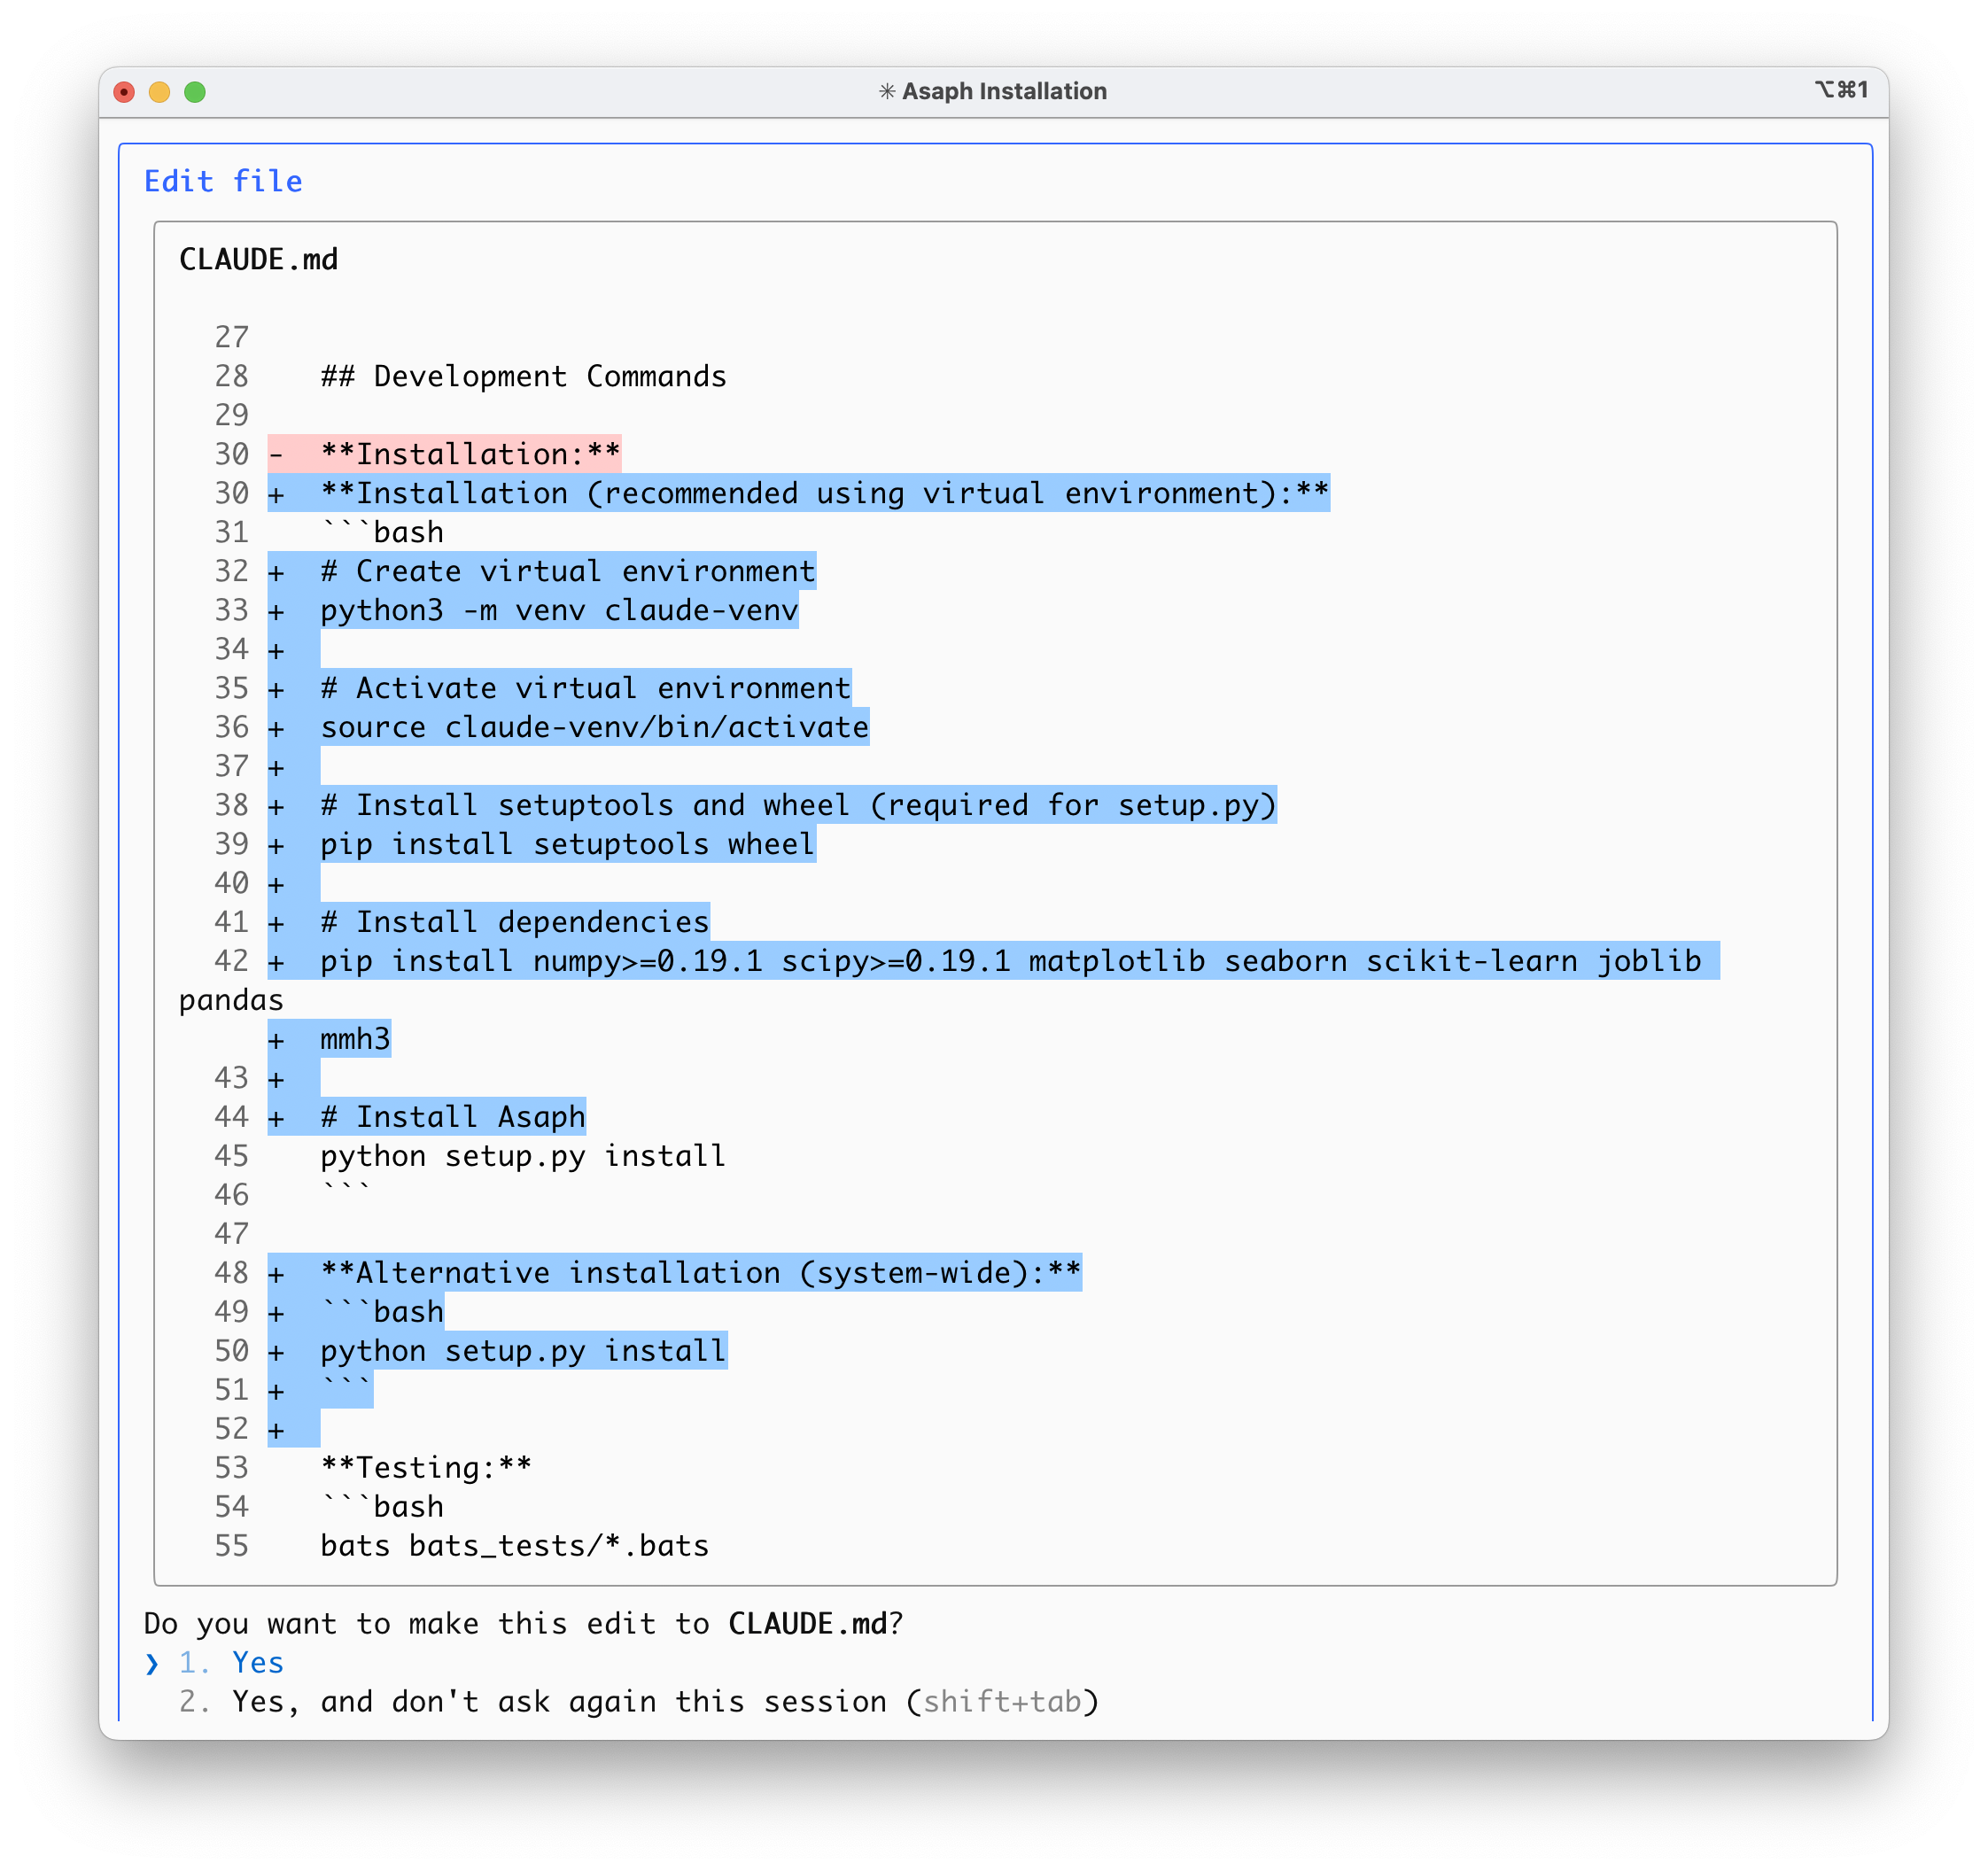 ✳ Asaph Installation
⌥⌘1
Edit file
CLAUDE.md
27
28 ## Development Commands
29
30 - **Installation:**
30 + **Installation (recommended using virtual environment):**
31 ```bash
32 + # Create virtual environment
33 + python3 -m venv claude-venv
34 +
35 + # Activate virtual environment
36 + source claude-venv/bin/activate
37 +
38 + # Install setuptools and wheel (required for setup.py)
39 + pip install setuptools wheel
40 +
41 + # Install dependencies
42 + pip install numpy>=0.19.1 scipy>=0.19.1 matplotlib seaborn scikit-learn joblib
pandas
+ mmh3
43 +
44 + # Install Asaph
45 python setup.py install
46 ```
47
48 + **Alternative installation (system-wide):**
49 + ```bash
50 + python setup.py install
51 + ```
52 +
53 **Testing:**
54 ```bash
55 bats bats_tests/*.bats
Do you want to make this edit to CLAUDE.md?
❯ 1. Yes
2. Yes, and don't ask again this session (shift+tab)